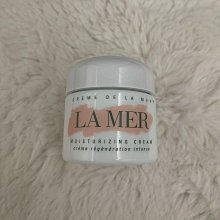 CRÈME DE LA MER
LA MER
MOISTURIZING CREAM
crème régénération intense